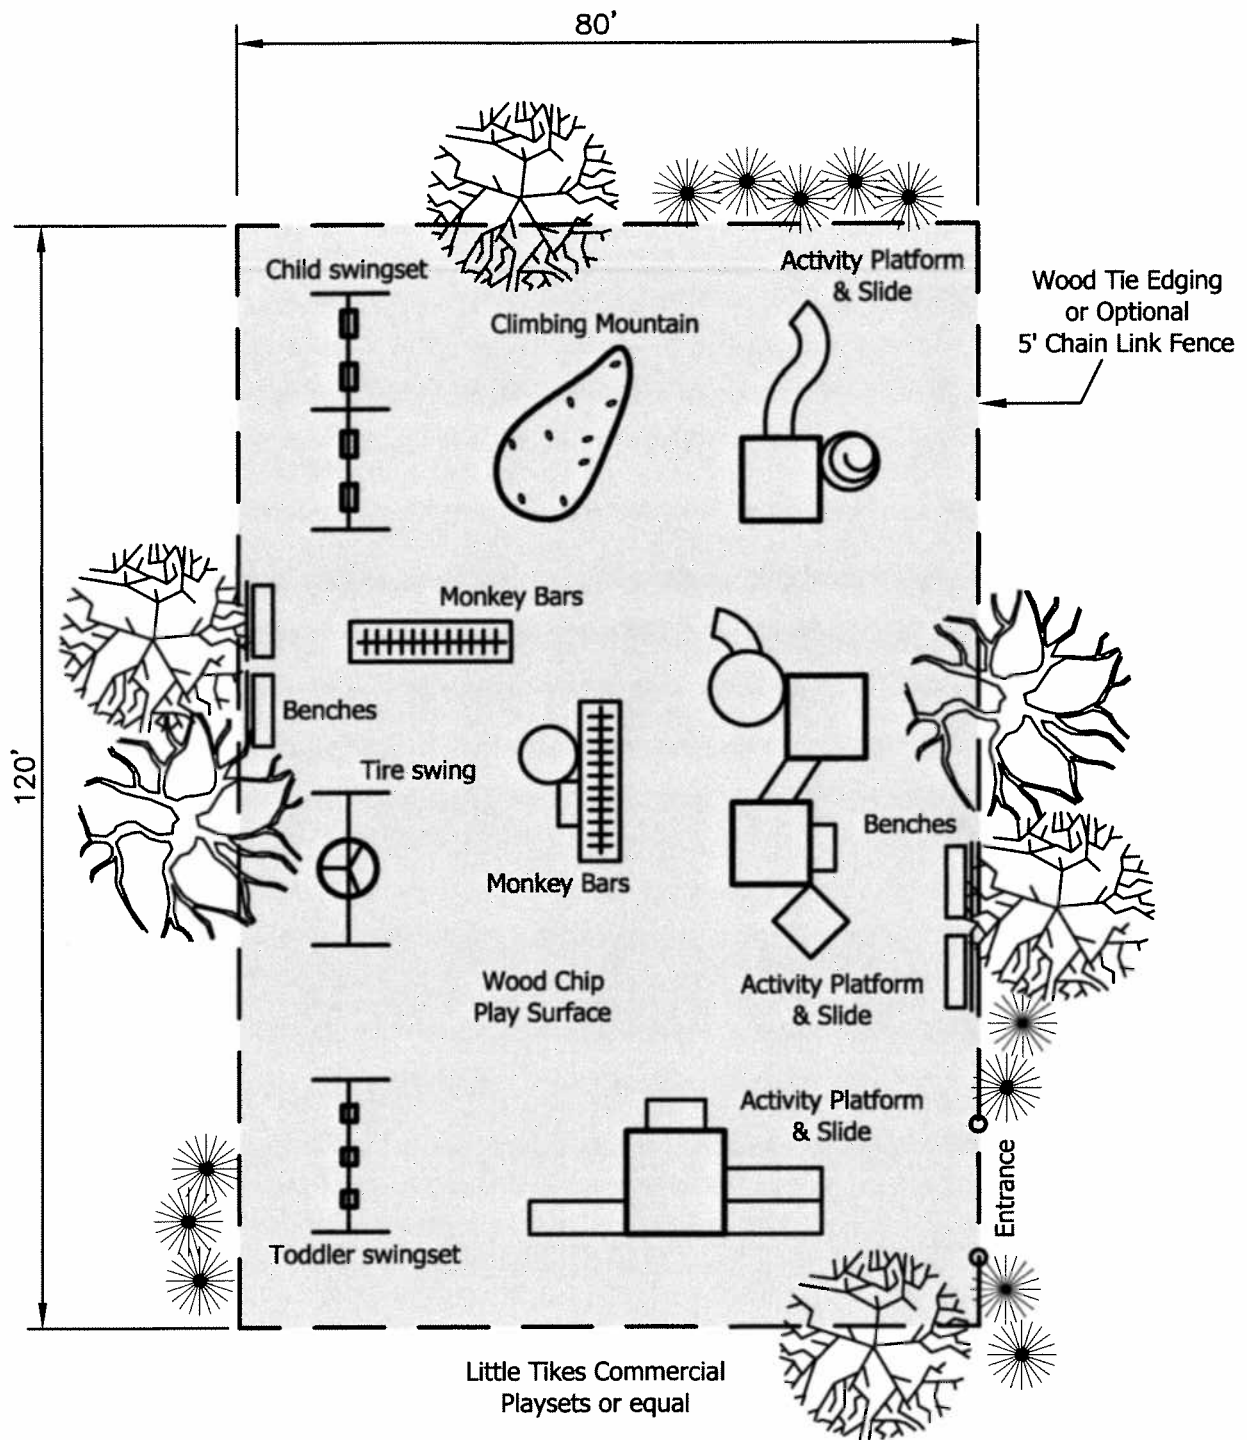 80'
Child swingset
Activity Platform
& Slide
Wood Tie Edging
or Optional
5' Chain Link Fence
Climbing Mountain
Monkey Bars
Benches
120'
Tire swing
Benches
Monkey Bars
Wood Chip
Play Surface
Activity Platform
& Slide
Activity Platform
& Slide
Entrance
Toddler swingset
Little Tikes Commercial
Playsets or equal